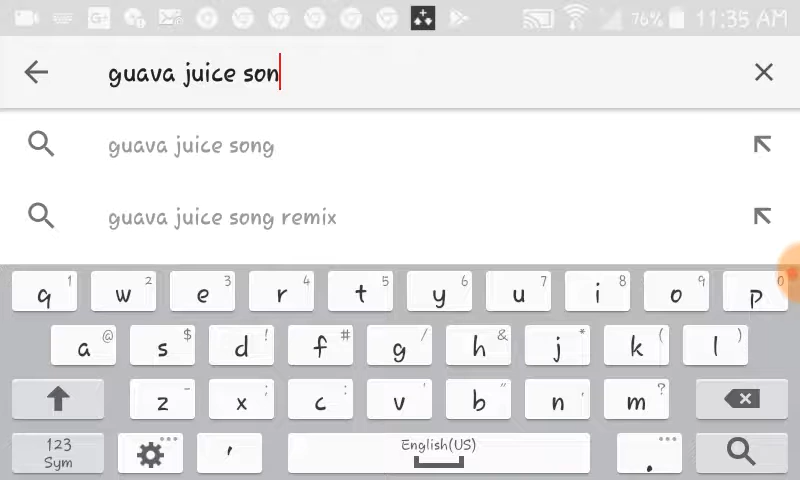 76% 11:35 AM
guava juice son
guava juice song
guava juice song remix
q 1 w 2 e 3 r 4 t 5 y 6 u 7 i 8 o 9 p 0
a @ s $ d ! f # g / h & j * k ( l )
z - x ; c : v ' b " n , m ?
123 Sym ' English(US) .